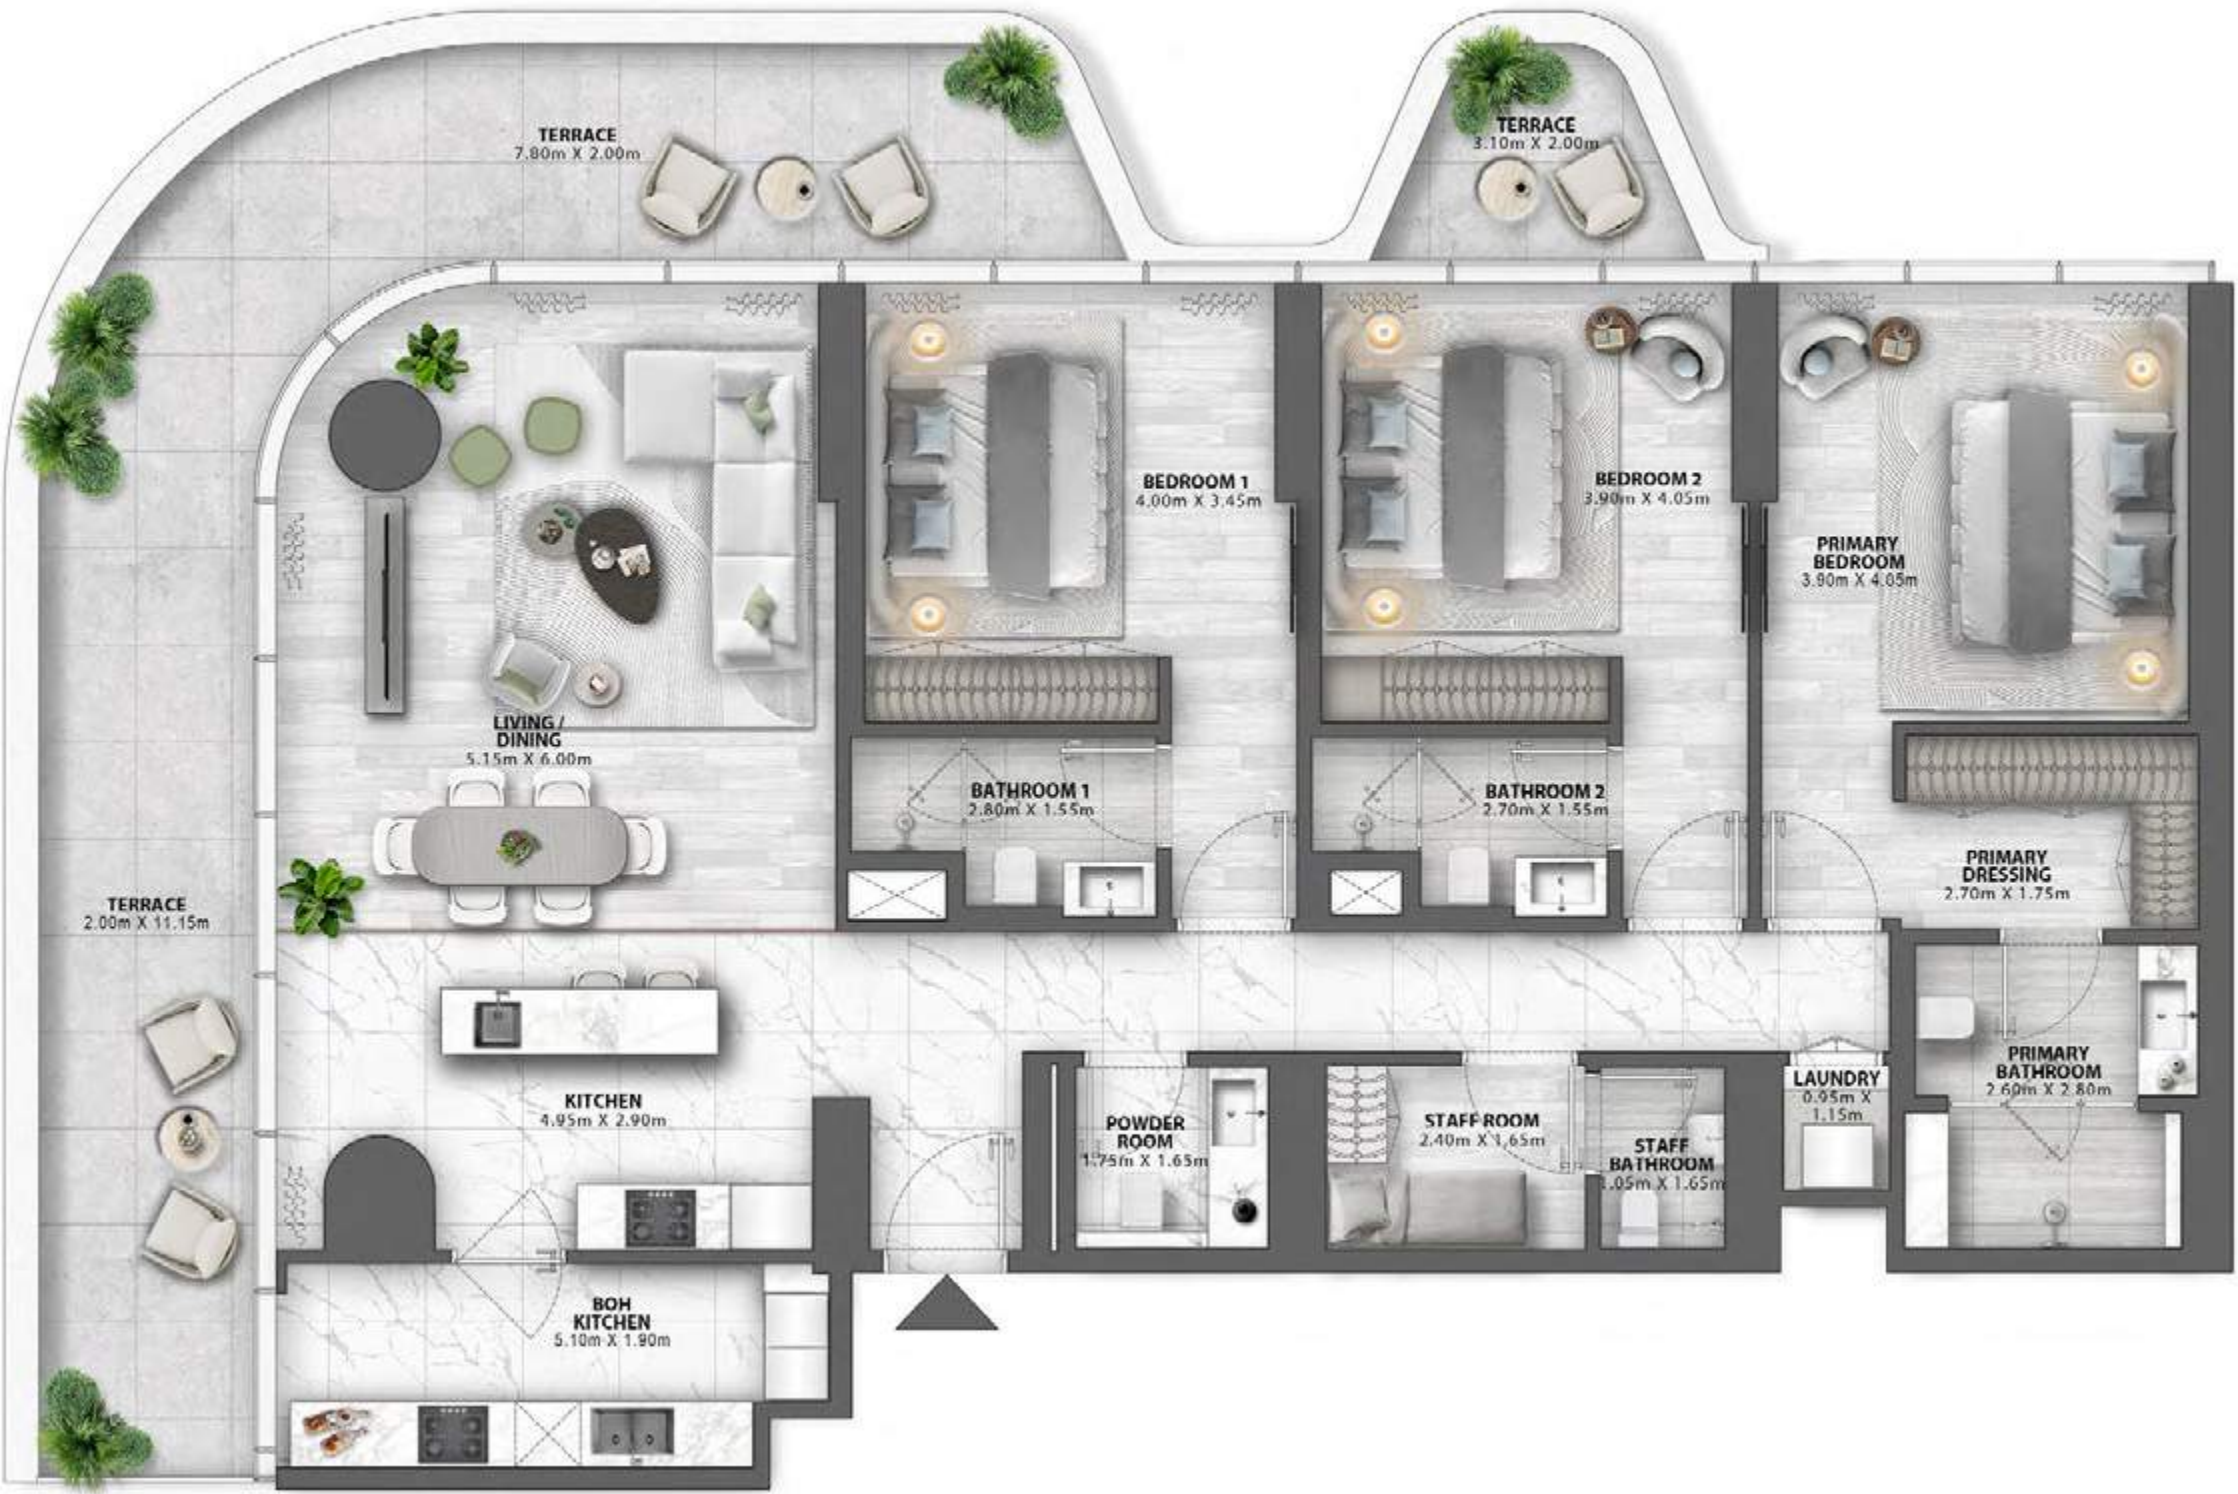 TERRACE
7.80m X 2.00m
TERRACE
3.10m X 2.00m
BEDROOM 1
4.00m X 3.45m
BEDROOM 2
3.90m X 4.05m
PRIMARY
BEDROOM
3.90m X 4.05m
LIVING /
DINING
5.15m X 6.00m
BATHROOM 1
2.80m X 1.55m
BATHROOM 2
2.70m X 1.55m
PRIMARY
DRESSING
2.70m X 1.75m
TERRACE
2.00m X 11.15m
KITCHEN
4.95m X 2.90m
POWDER
ROOM
1.75m X 1.65m
STAFF ROOM
2.40m X 1.65m
STAFF
BATHROOM
1.05m X 1.65m
LAUNDRY
0.95m X
1.15m
PRIMARY
BATHROOM
2.60m X 2.80m
BOH
KITCHEN
5.10m X 1.90m